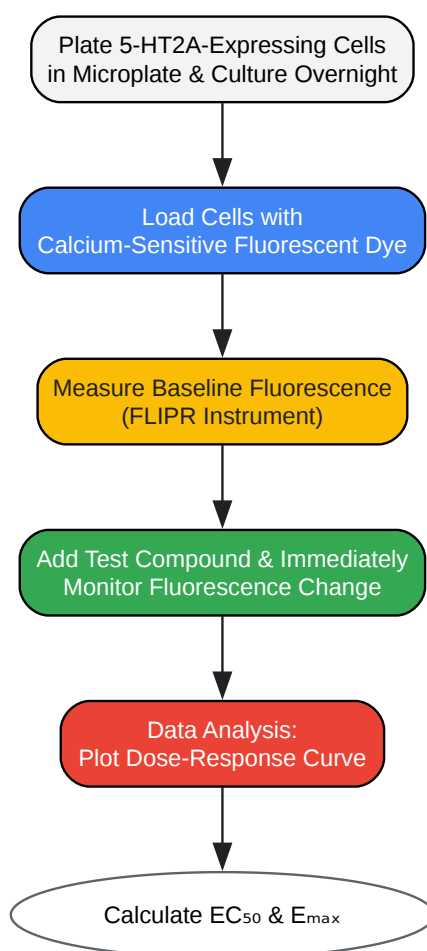 Plate 5-HT2A-Expressing Cells
in Microplate & Culture Overnight
Load Cells with
Calcium-Sensitive Fluorescent Dye
Measure Baseline Fluorescence
(FLIPR Instrument)
Add Test Compound & Immediately
Monitor Fluorescence Change
Data Analysis:
Plot Dose-Response Curve
Calculate EC₅₀ & Eₘₐₓ